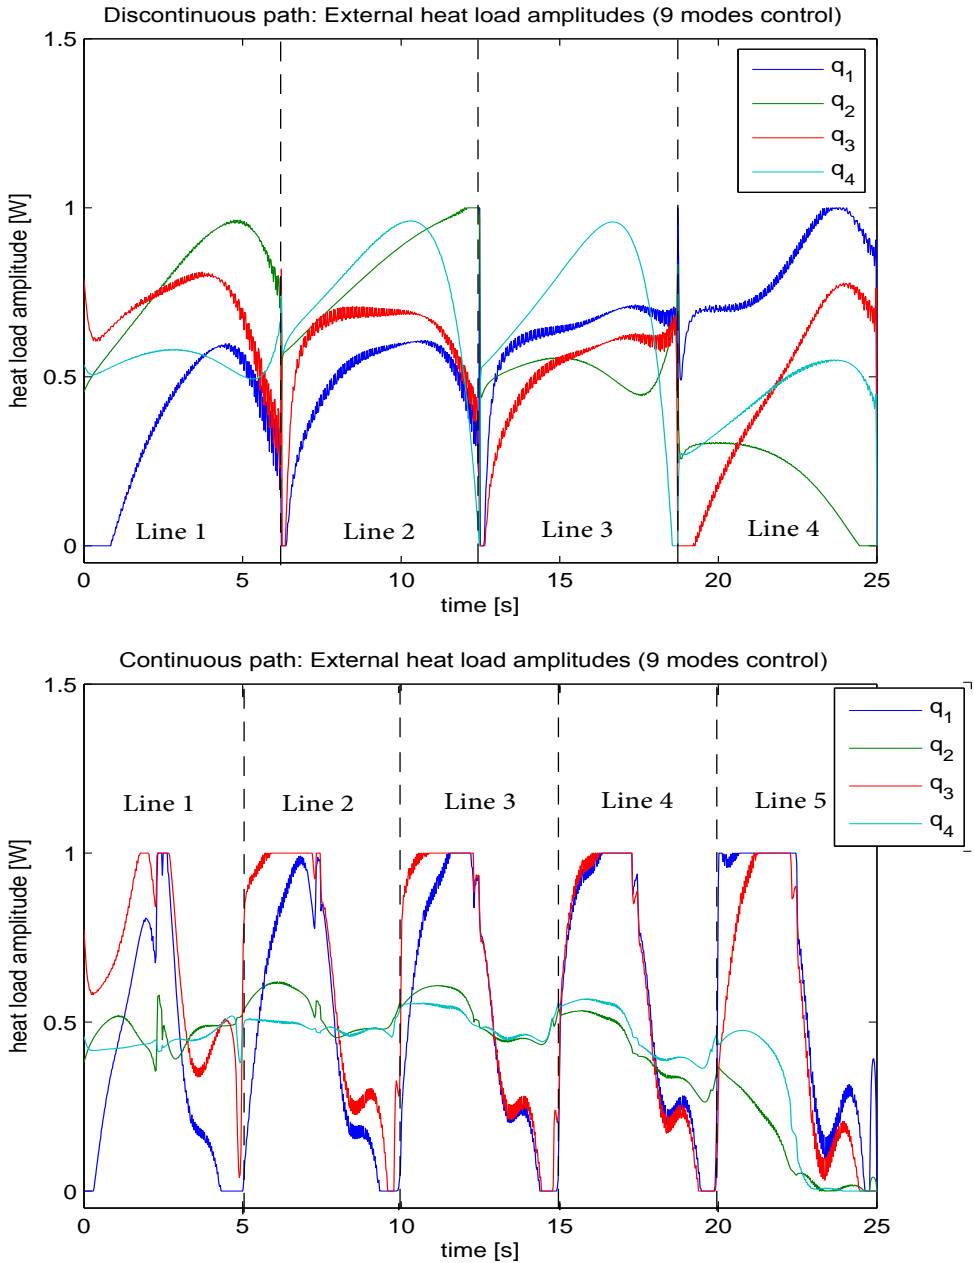 Discontinuous path: External heat load amplitudes (9 modes control)
1.5
1
0.5
0
heat load amplitude [W]
q1
q2
q3
q4
Line 1
Line 2
Line 3
Line 4
0 5 10 15 20 25
time [s]
Continuous path: External heat load amplitudes (9 modes control)
1.5
1
0.5
0
heat load amplitude [W]
q1
q2
q3
q4
Line 1
Line 2
Line 3
Line 4
Line 5
0 5 10 15 20 25
time [s]